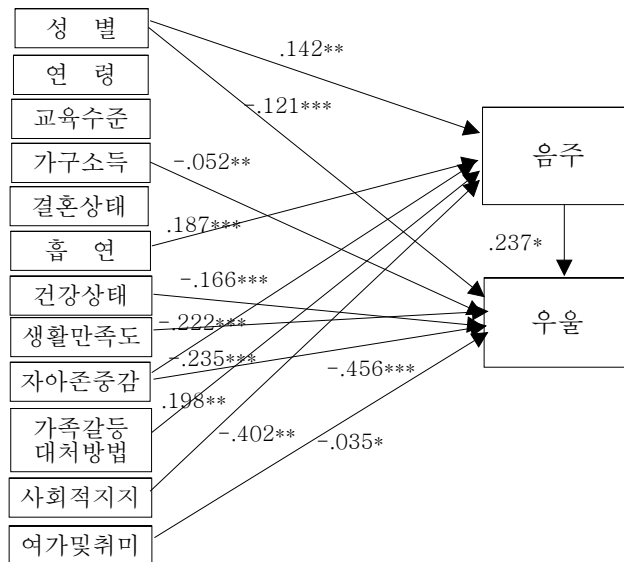 성 별
연 령
교육수준
가구소득
결혼상태
흡 연
건강상태
생활만족도
자아존중감
가족갈등
대처방법
사회적지지
여가및취미
.142**
-.121***
-.052**
.187***
-.166***
-.222***
-.235***
.198**
-.402**
-.456***
-.035*
음주
.237*
우울